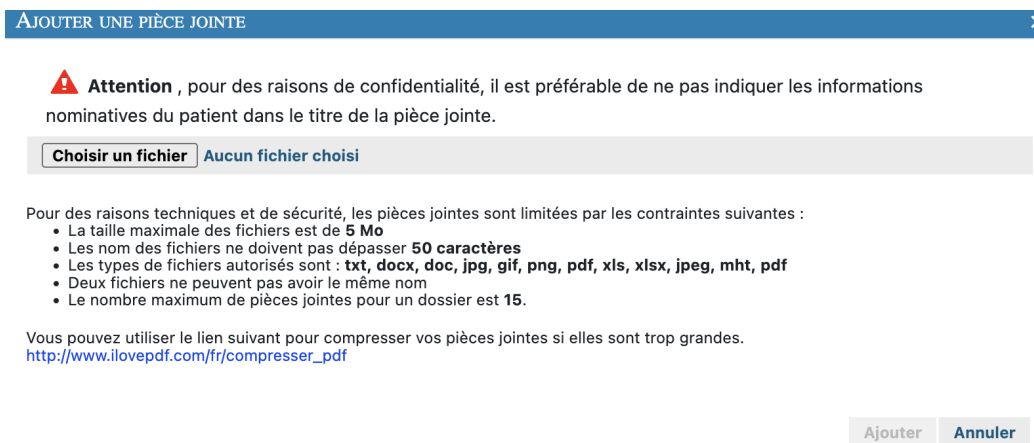 AJOUTER UNE PIÈCE JOINTE
Attention , pour des raisons de confidentialité, il est préférable de ne pas indiquer les informations
nominatives du patient dans le titre de la pièce jointe.
Choisir un fichier Aucun fichier choisi
Pour des raisons techniques et de sécurité, les pièces jointes sont limitées par les contraintes suivantes :
• La taille maximale des fichiers est de 5 Mo
• Les nom des fichiers ne doivent pas dépasser 50 caractères
• Les types de fichiers autorisés sont : txt, docx, doc, jpg, gif, png, pdf, xls, xlsx, jpeg, mht, pdf
• Deux fichiers ne peuvent pas avoir le même nom
• Le nombre maximum de pièces jointes pour un dossier est 15.
Vous pouvez utiliser le lien suivant pour compresser vos pièces jointes si elles sont trop grandes.
http://www.ilovepdf.com/fr/compresser_pdf
Ajouter Annuler